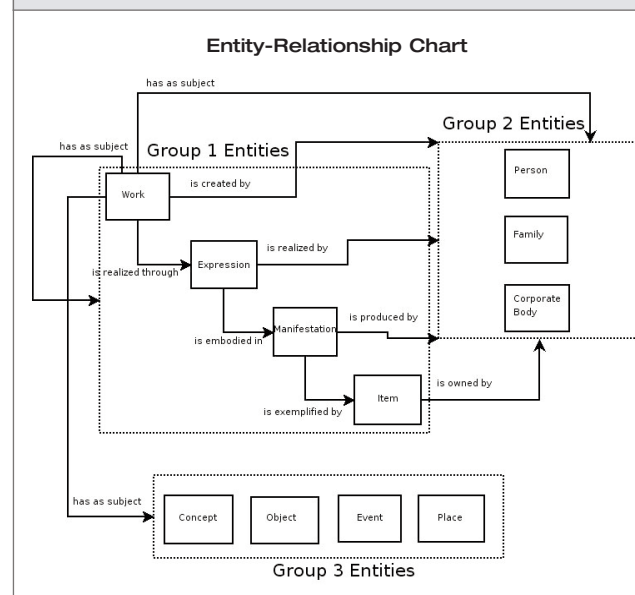 Entity-Relationship Chart
has as subject
Group 2 Entities
has as subject
Group 1 Entities
Person
Work
is created by
Family
is realized by
Expression
is realized through
Corporate
Body
is produced by
Manifestation
is embodied in
is owned by
Item
is exemplified by
has as subject
Concept
Object
Event
Place
Group 3 Entities